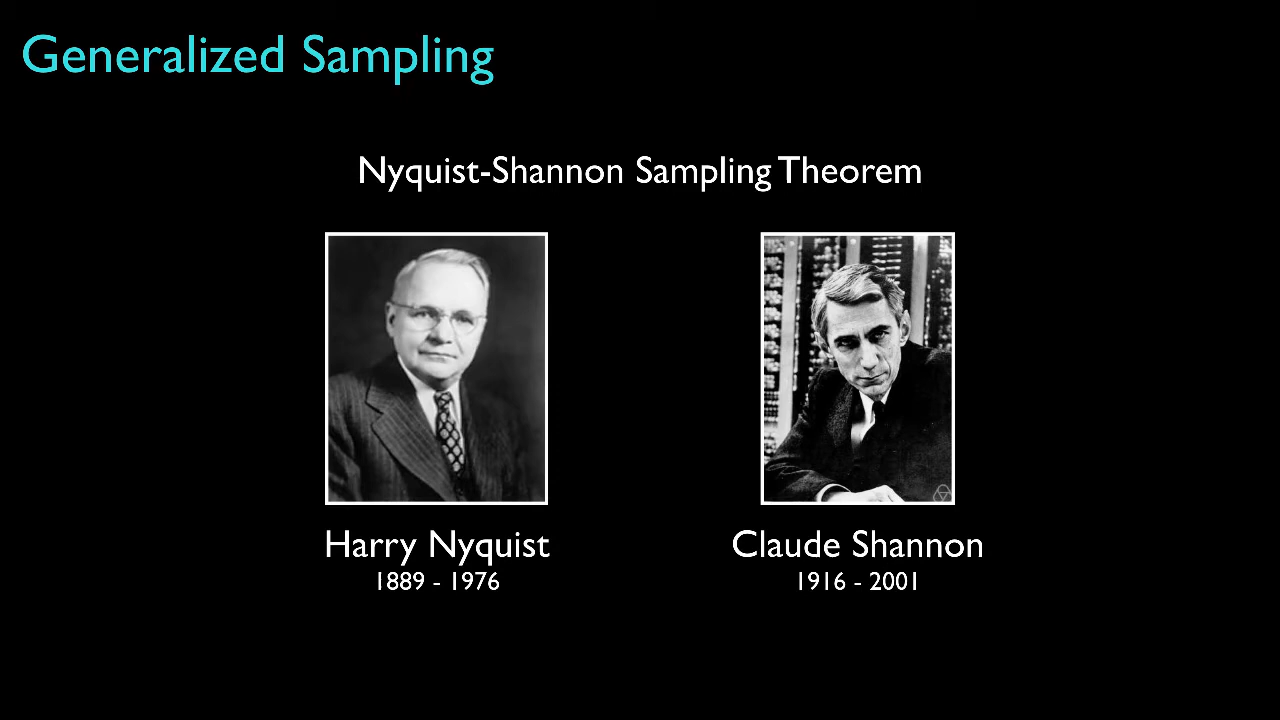 Generalized Sampling
Nyquist-Shannon Sampling Theorem
Harry Nyquist
1889 - 1976
Claude Shannon
1916 - 2001